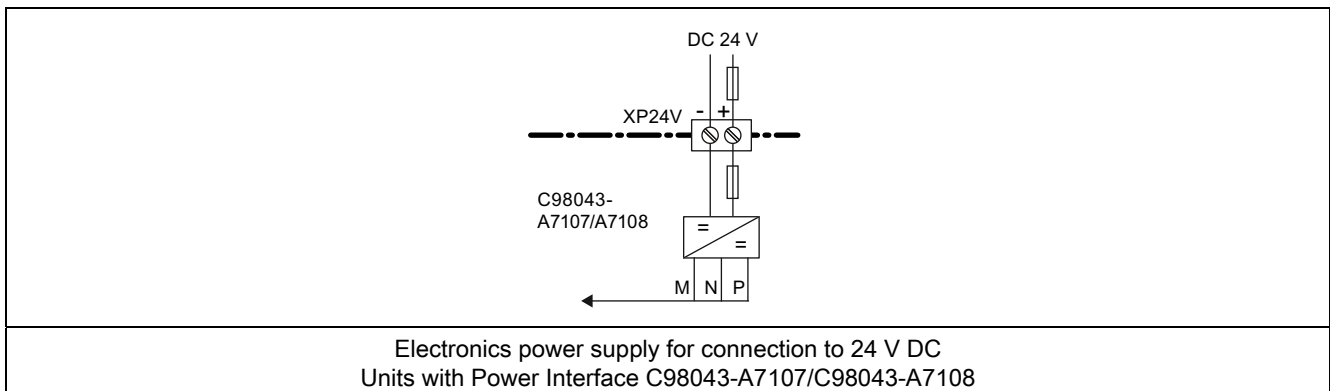 DC 24 V
- +
XP24V
C98043-
A7107/A7108
=
=
M N P
Electronics power supply for connection to 24 V DC
Units with Power Interface C98043-A7107/C98043-A7108